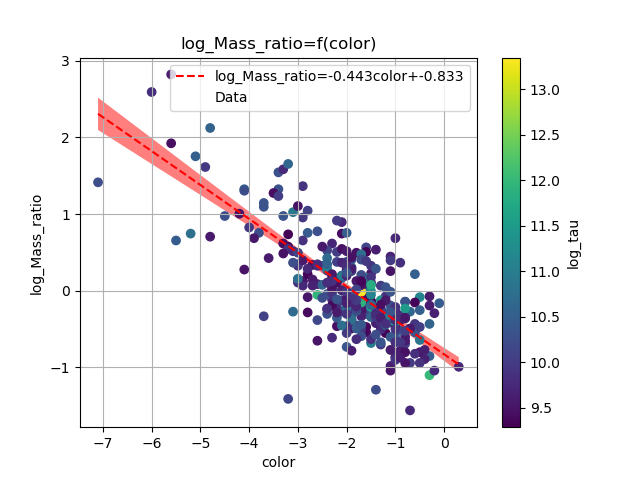 log_Mass_ratio=f(color)
log_Mass_ratio=-0.443color+-0.833
Data
3
2
1
0
−1
log_Mass_ratio
−7 −6 −5 −4 −3 −2 −1 0
color
13.0
12.5
12.0
11.5
11.0
10.5
10.0
9.5
log_tau